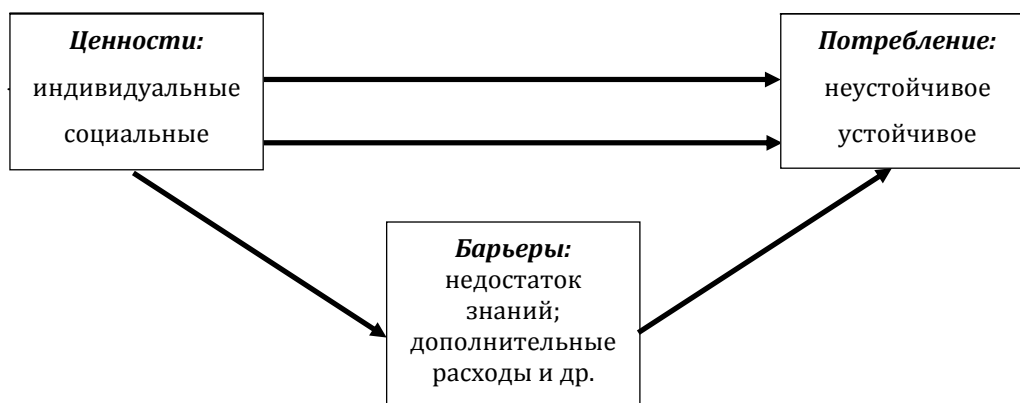 Ценности:
индивидуальные
социальные
Потребление:
неустойчивое
устойчивое
Барьеры:
недостаток
знаний;
дополнительные
расходы и др.